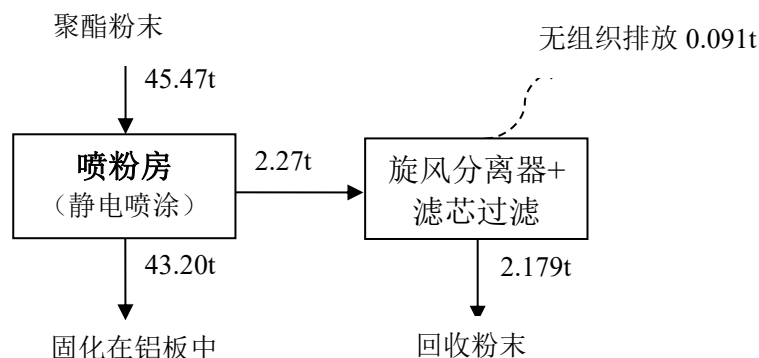 聚酯粉末
无组织排放 0.091t
45.47t
喷粉房
（静电喷涂）
2.27t
旋风分离器+
滤芯过滤
43.20t
2.179t
固化在铝板中
回收粉末